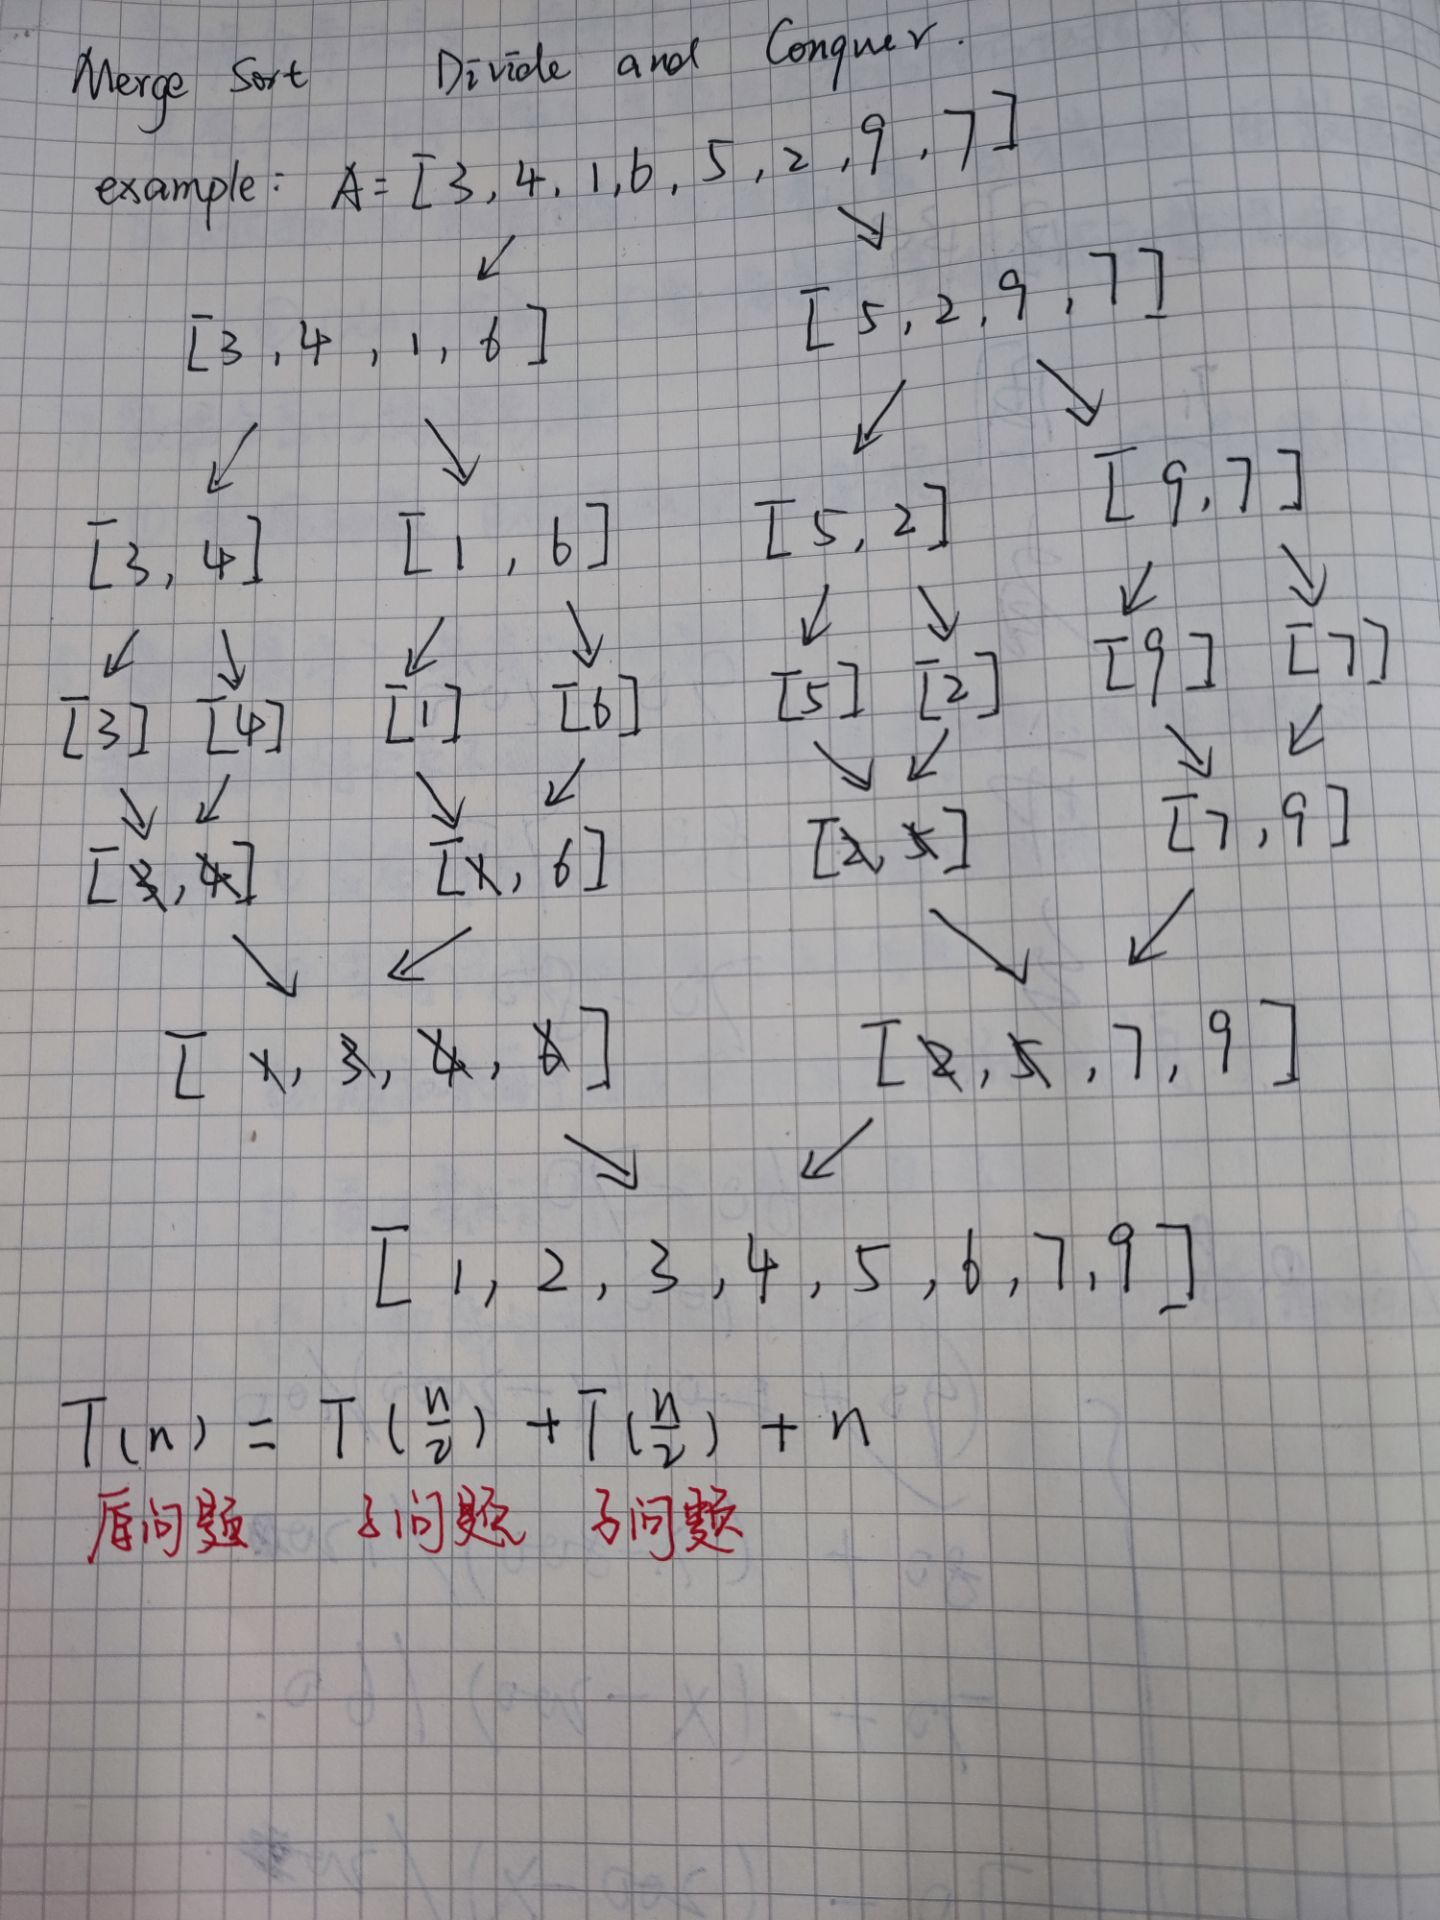 Merge Sort Divide and Conquer.
example: A = [3, 4, 1, 6, 5, 2, 9, 7]
[3, 4, 1, 6] [5, 2, 9, 7]
[3, 4] [1, 6] [5, 2] [9, 7]
[3] [4] [1] [6] [5] [2] [9] [7]
[3, 4] [1, 6] [2, 5] [7, 9]
[1, 3, 4, 6] [2, 5, 7, 9]
[1, 2, 3, 4, 5, 6, 7, 9]
T(n) = T(n/2) + T(n/2) + n
原问题 子问题 子问题